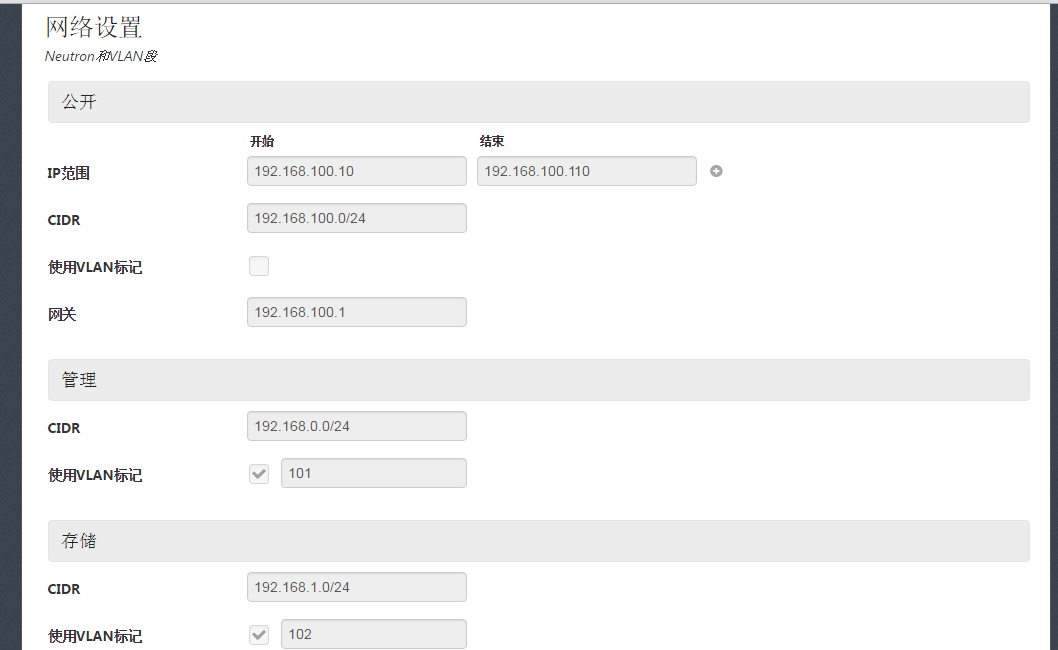 网络设置
Neutron和VLAN段
公开
开始 结束
IP范围 192.168.100.10 192.168.100.110
CIDR 192.168.100.0/24
使用VLAN标记
网关 192.168.100.1
管理
CIDR 192.168.0.0/24
使用VLAN标记 101
存储
CIDR 192.168.1.0/24
使用VLAN标记 102